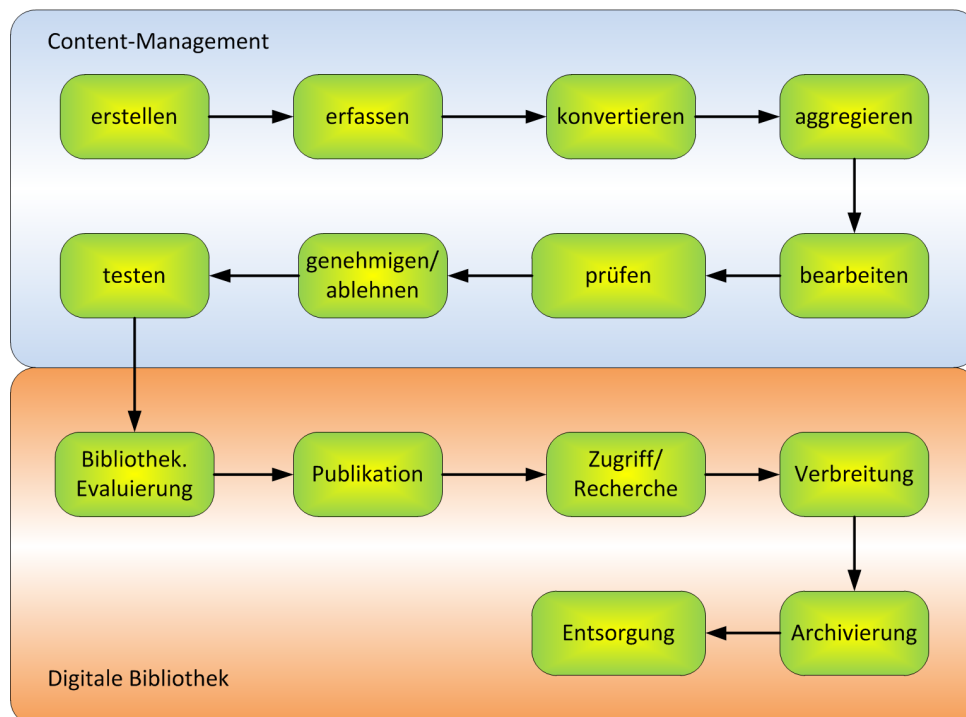 Content-Management
erstellen
erfassen
konvertieren
aggregieren
testen
genehmigen/
ablehnen
prüfen
bearbeiten
Bibliothek.
Evaluierung
Publikation
Zugriff/
Recherche
Verbreitung
Entsorgung
Archivierung
Digitale Bibliothek